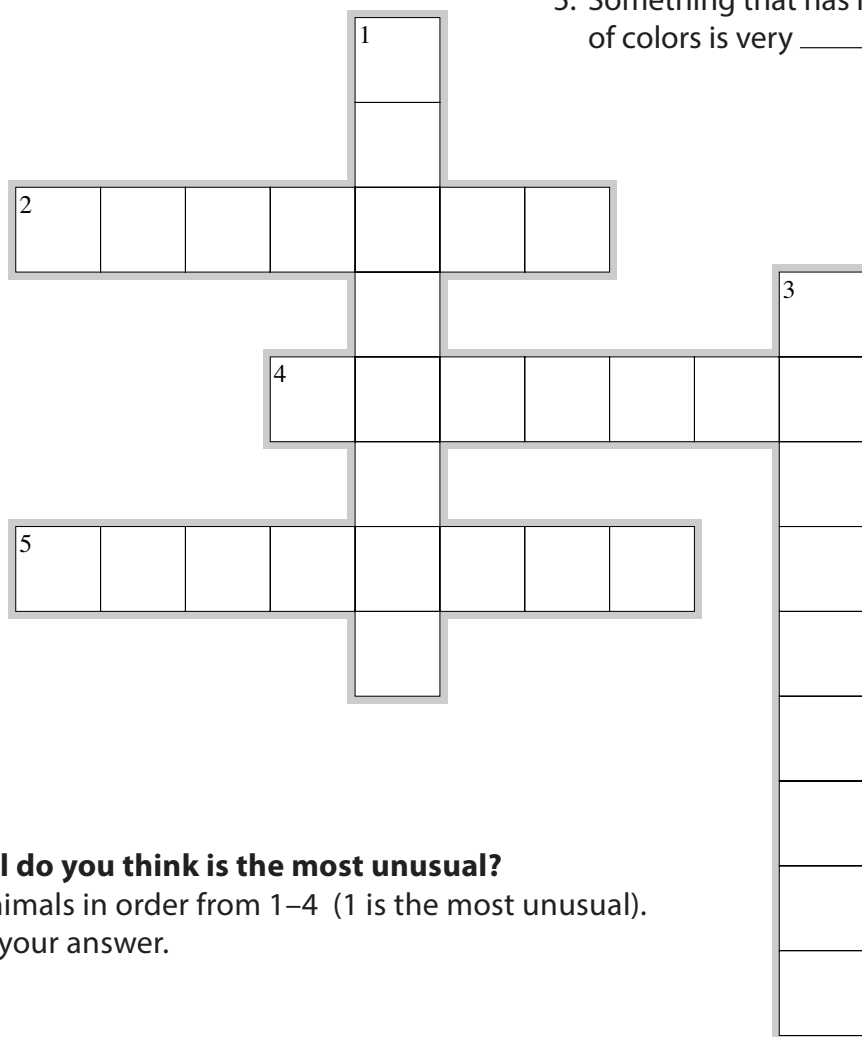 5. Something that has
of colors is very
1
2
3
4
5
do you think is the most unusual?
in order from 1–4 (1 is the most unusual).
your answer.